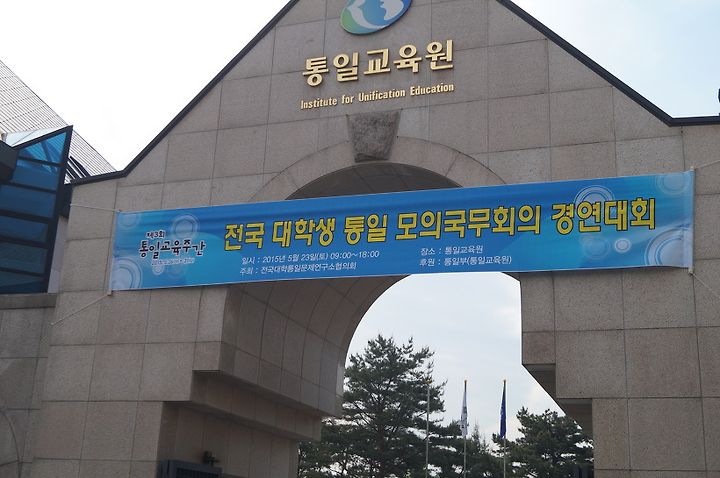 통일교육원
Institute for Unification Education
제3회
통일교육주간
전국 대학생 통일 모의국무회의 경연대회
일시 : 2015년 5월 23일(토) 09:00~18:00
장소 : 통일교육원
주최 : 전국대학통일문제연구소협의회
후원 : 통일부(통일교육원)